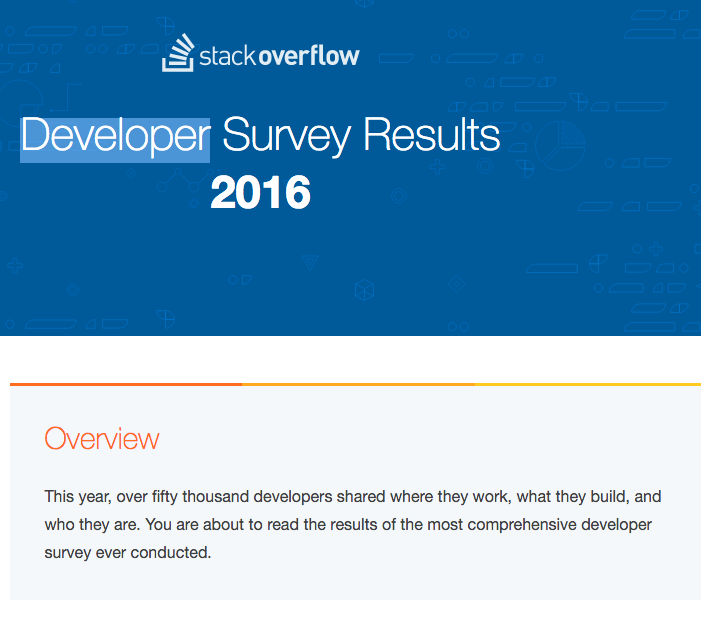 stackoverflow
Developer Survey Results
2016
Overview
This year, over fifty thousand developers shared where they work, what they build, and
who they are. You are about to read the results of the most comprehensive developer
survey ever conducted.